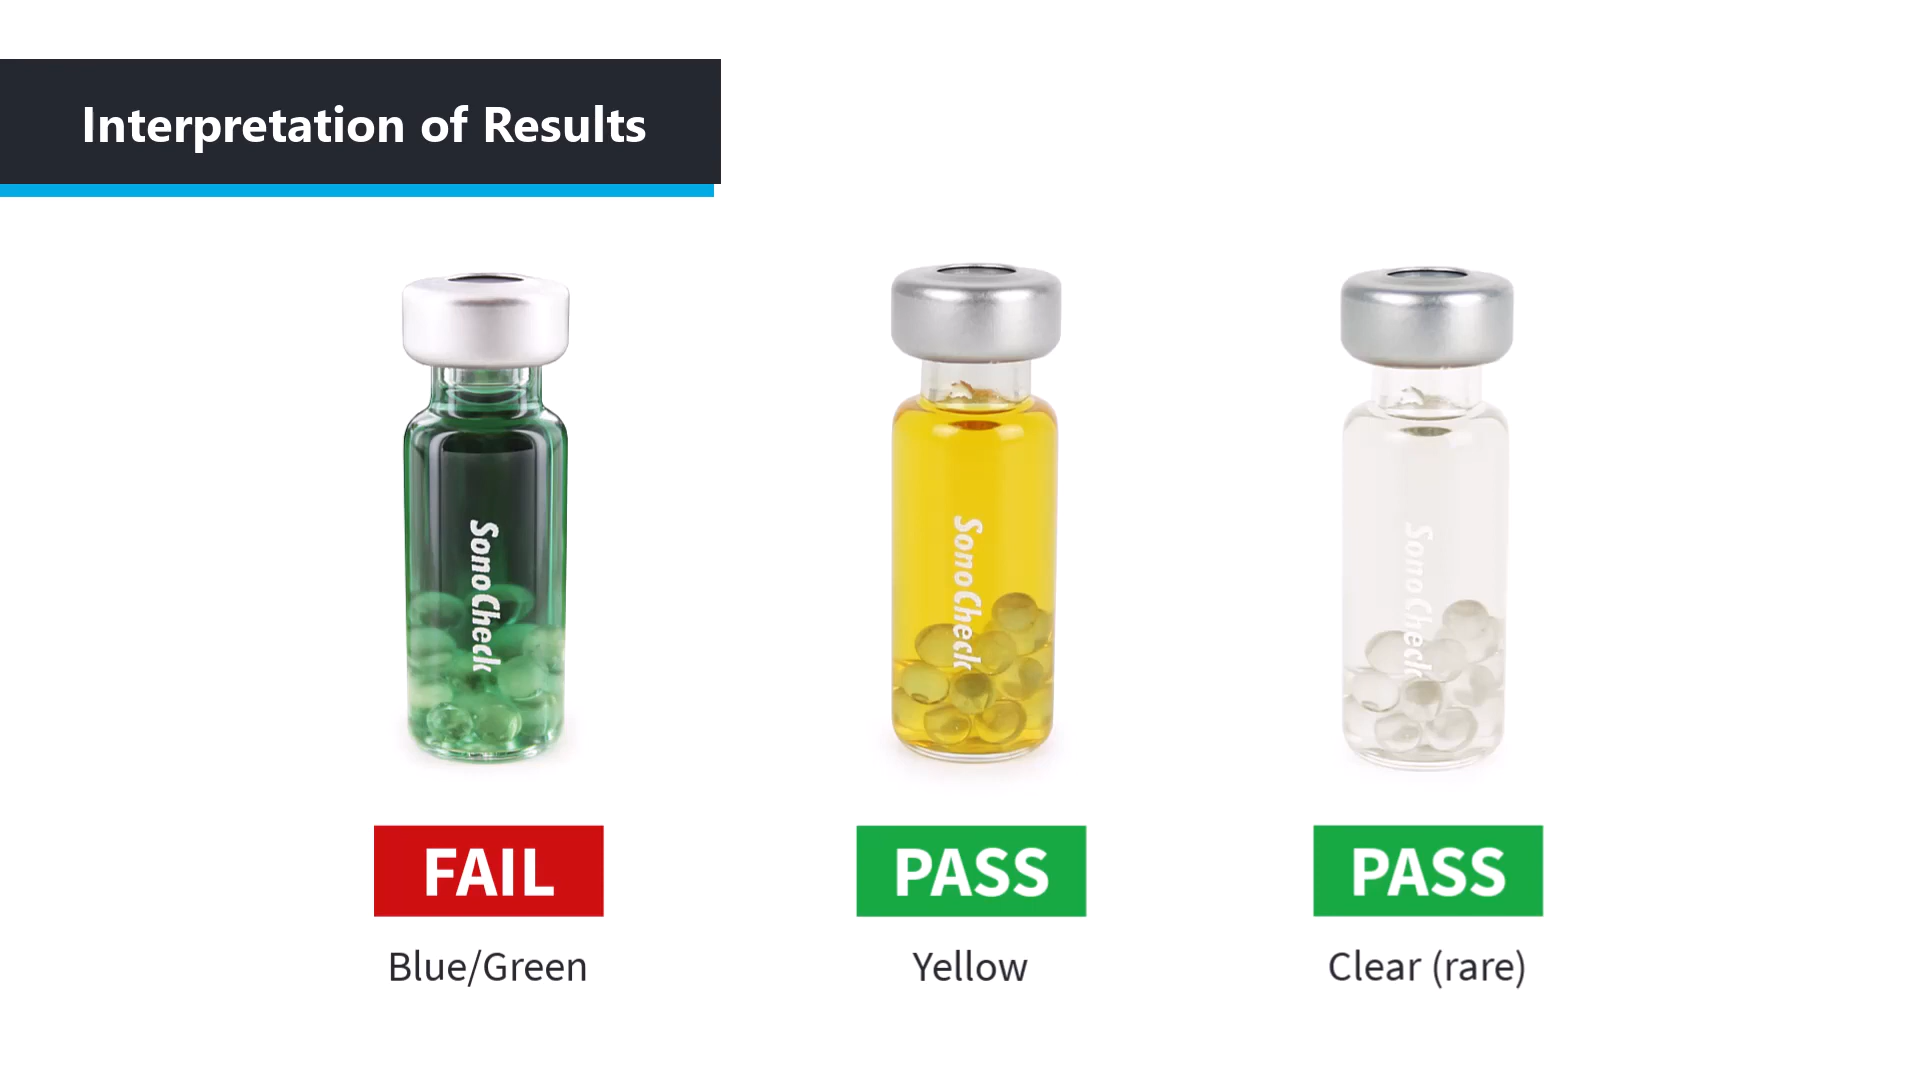 Interpretation of Results
SonoCheck
SonoCheck
SonoCheck
FAIL
PASS
PASS
Blue/Green
Yellow
Clear (rare)